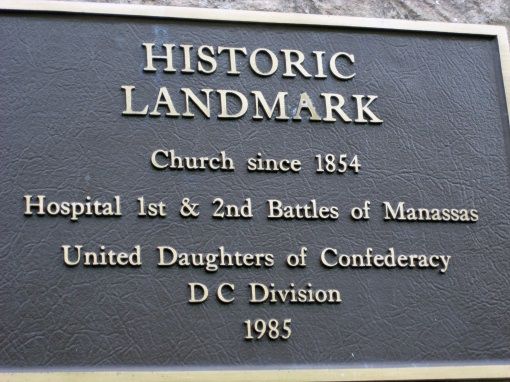 HISTORIC
LANDMARK
Church since 1854
Hospital 1st & 2nd Battles of Manassas
United Daughters of Confederacy
D C Division
1985